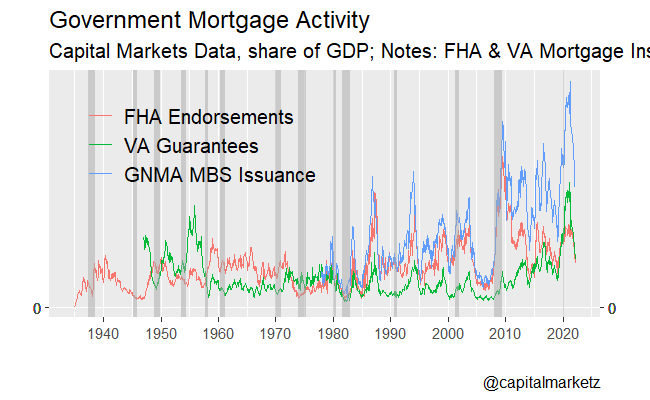 Government Mortgage Activity
Capital Markets Data, share of GDP; Notes: FHA & VA Mortgage Ins
FHA Endorsements
VA Guarantees
GNMA MBS Issuance
0 0
1940 1950 1960 1970 1980 1990 2000 2010 2020
@capitalmarketz